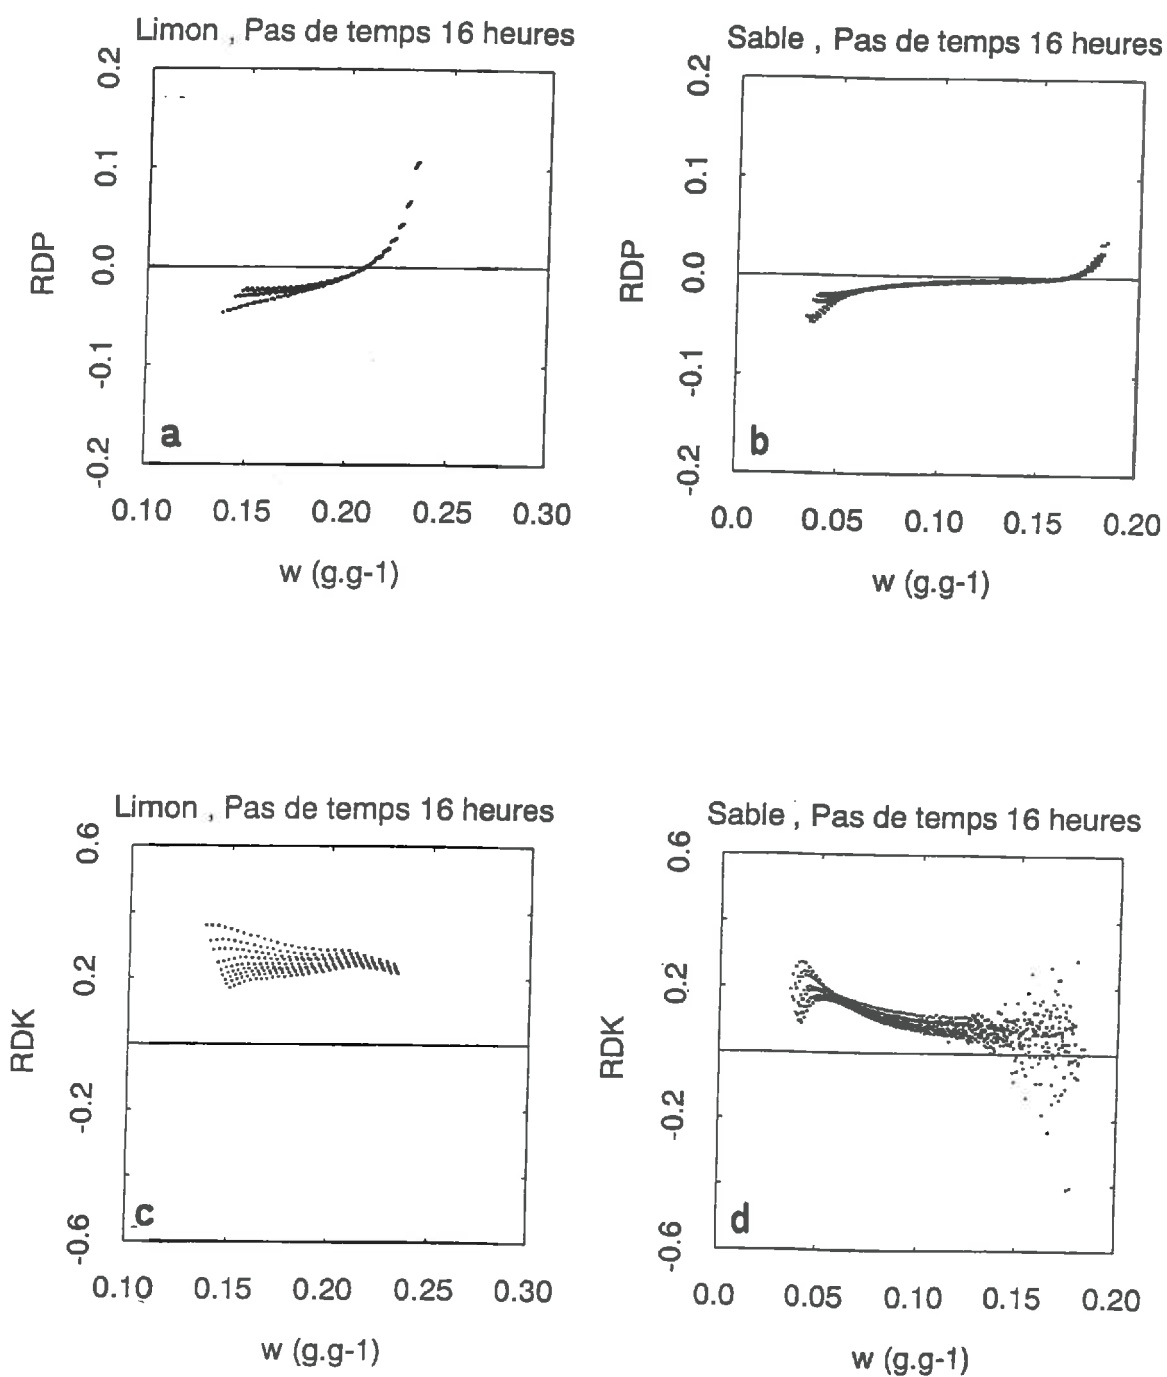 Limon , Pas de temps 16 heures
RDP
0.2
0.1
0.0
-0.1
-0.2
a
0.10 0.15 0.20 0.25 0.30
w (g.g-1)
Sable , Pas de temps 16 heures
RDP
0.2
0.1
0.0
-0.1
-0.2
b
0.0 0.05 0.10 0.15 0.20
w (g.g-1)
Limon , Pas de temps 16 heures
RDK
0.6
0.2
-0.2
-0.6
c
0.10 0.15 0.20 0.25 0.30
w (g.g-1)
Sable , Pas de temps 16 heures
RDK
0.6
0.2
-0.2
-0.6
d
0.0 0.05 0.10 0.15 0.20
w (g.g-1)